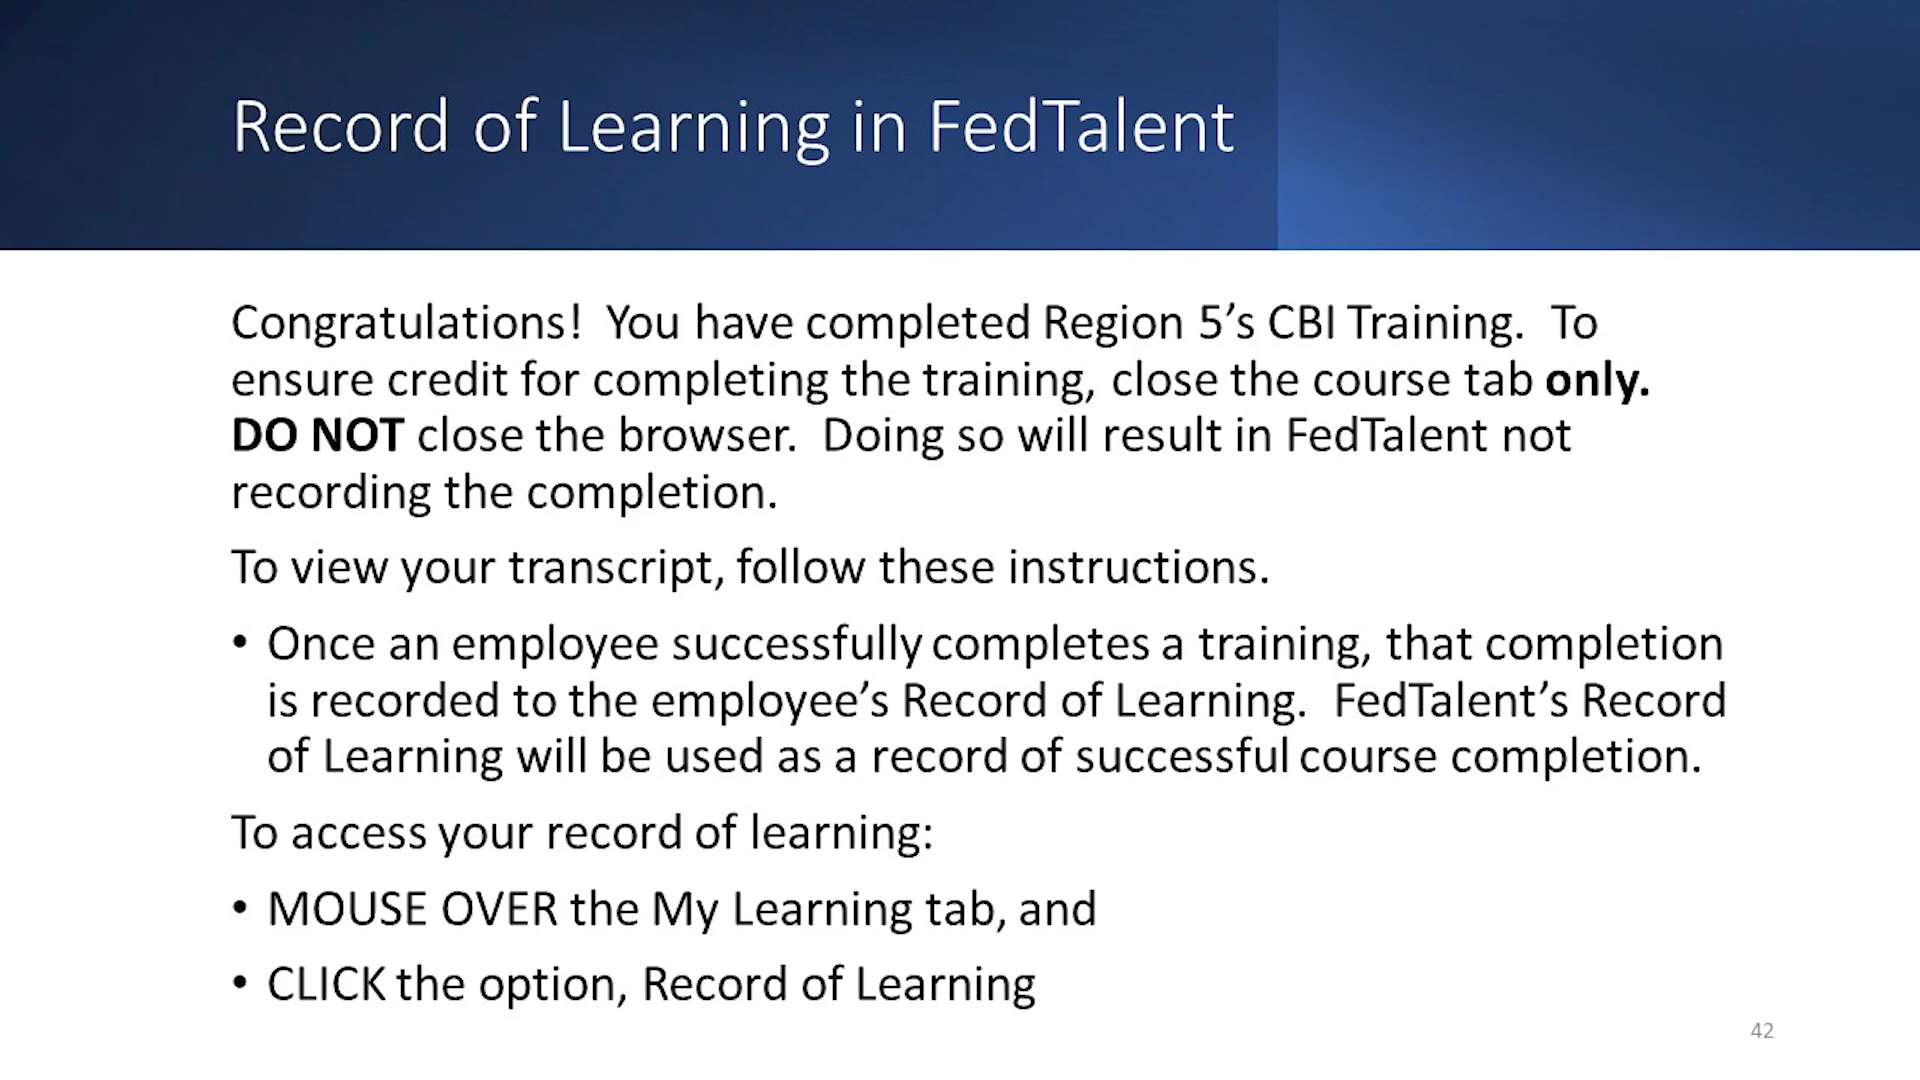 Record of Learning in FedTalent
Congratulations!  You have completed Region 5’s CBI Training.  To
ensure credit for completing the training, close the course tab only.
DO NOT close the browser.  Doing so will result in FedTalent not
recording the completion.
To view your transcript, follow these instructions.
• Once an employee successfully completes a training, that completion
is recorded to the employee’s Record of Learning.  FedTalent’s Record
of Learning will be used as a record of successful course completion.
To access your record of learning:
• MOUSE OVER the My Learning tab, and
• CLICK the option, Record of Learning
42